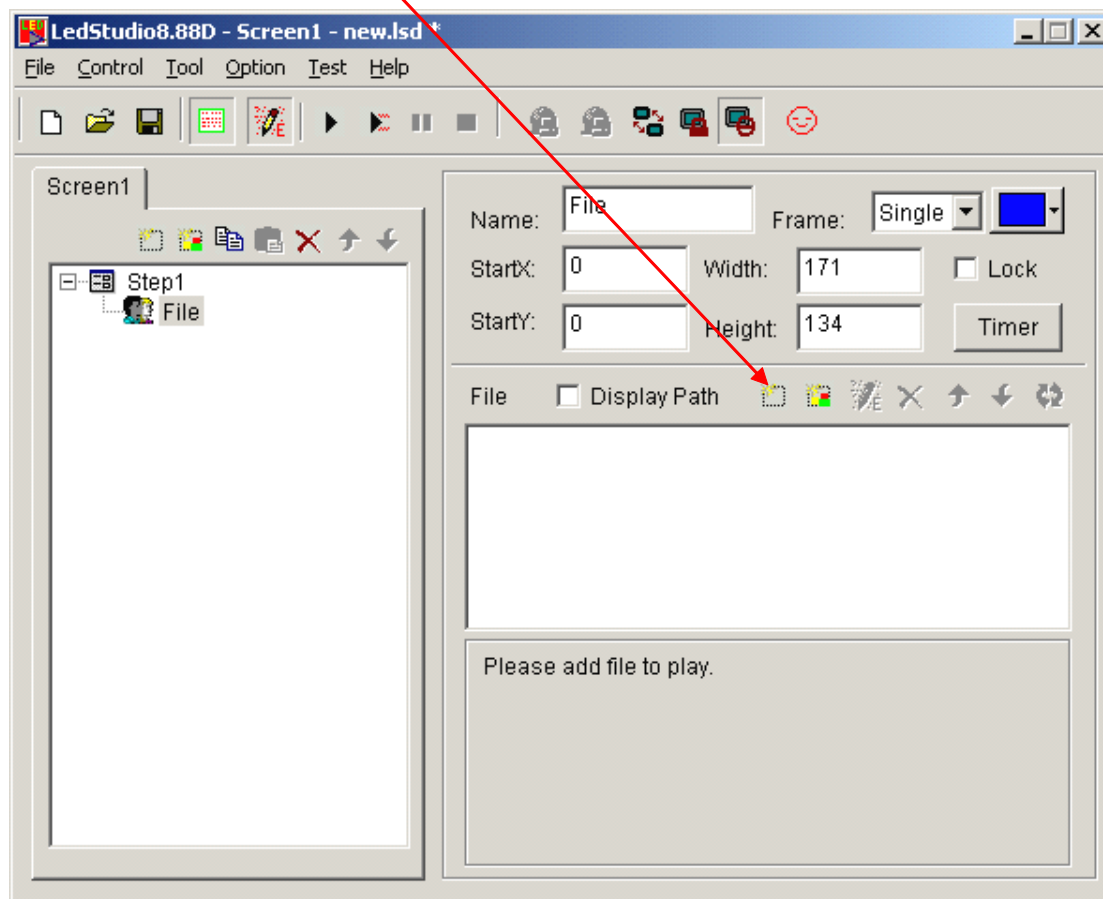 LedStudio8.88D - Screen1 - new.lsd *
File Control Tool Option Test Help
Screen1
Step1
File
Name: File Frame: Single
StartX: 0 Width: 171 Lock
StartY: 0 Height: 134 Timer
File Display Path
Please add file to play.